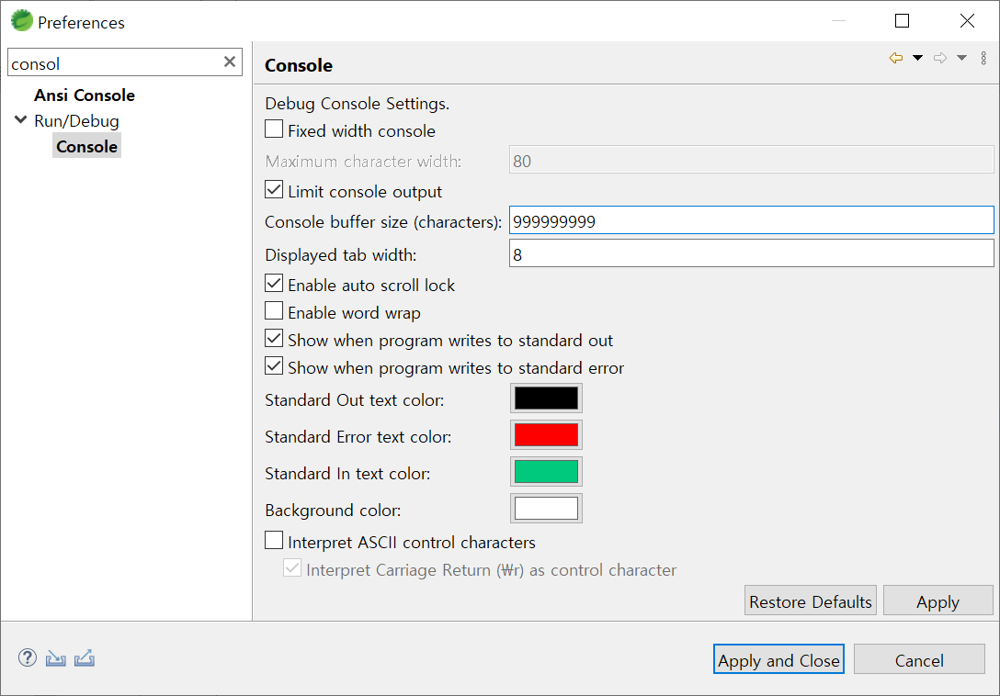 Preferences
consol
Ansi Console
Run/Debug
Console
Console
Debug Console Settings.
Fixed width console
Maximum character width: 80
Limit console output
Console buffer size (characters): 999999999
Displayed tab width: 8
Enable auto scroll lock
Enable word wrap
Show when program writes to standard out
Show when program writes to standard error
Standard Out text color:
Standard Error text color:
Standard In text color:
Background color:
Interpret ASCII control characters
Interpret Carriage Return (₩r) as control character
Restore Defaults Apply
? Apply and Close Cancel